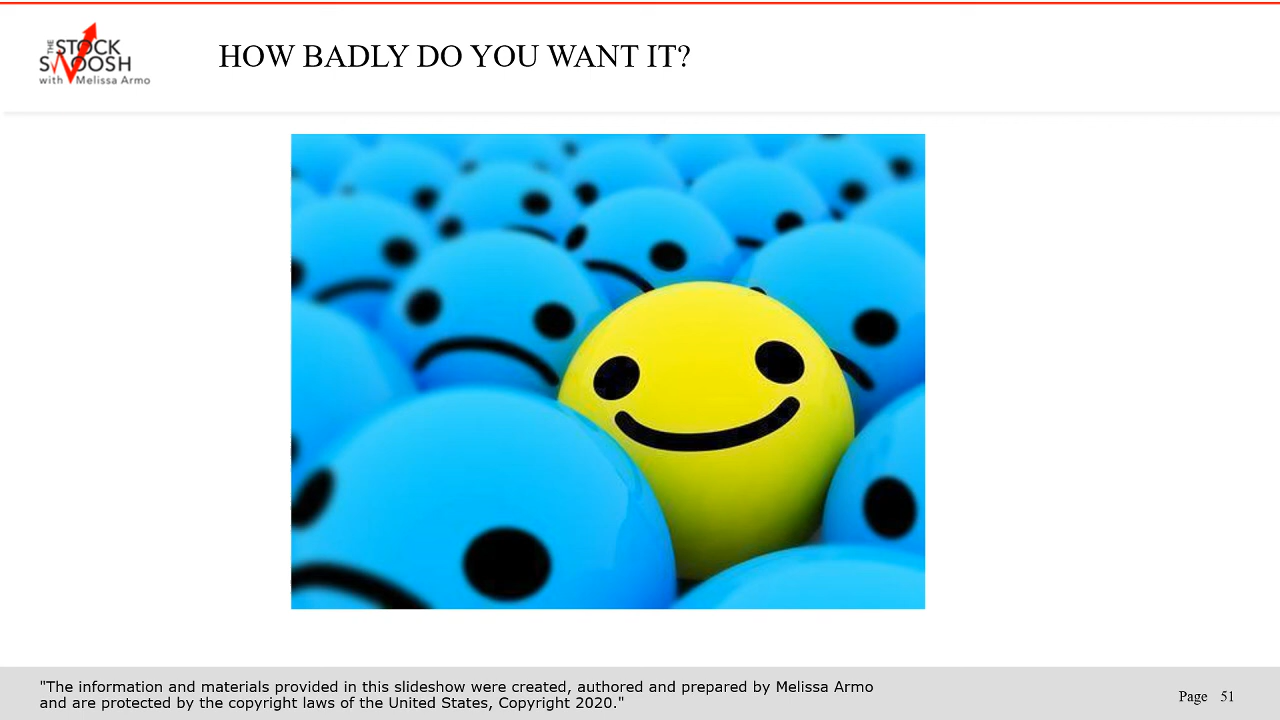 THE STOCK
SWOOSH
with Melissa Armo
HOW BADLY DO YOU WANT IT?
"The information and materials provided in this slideshow were created, authored and prepared by Melissa Armo
and are protected by the copyright laws of the United States, Copyright 2020."
Page 51